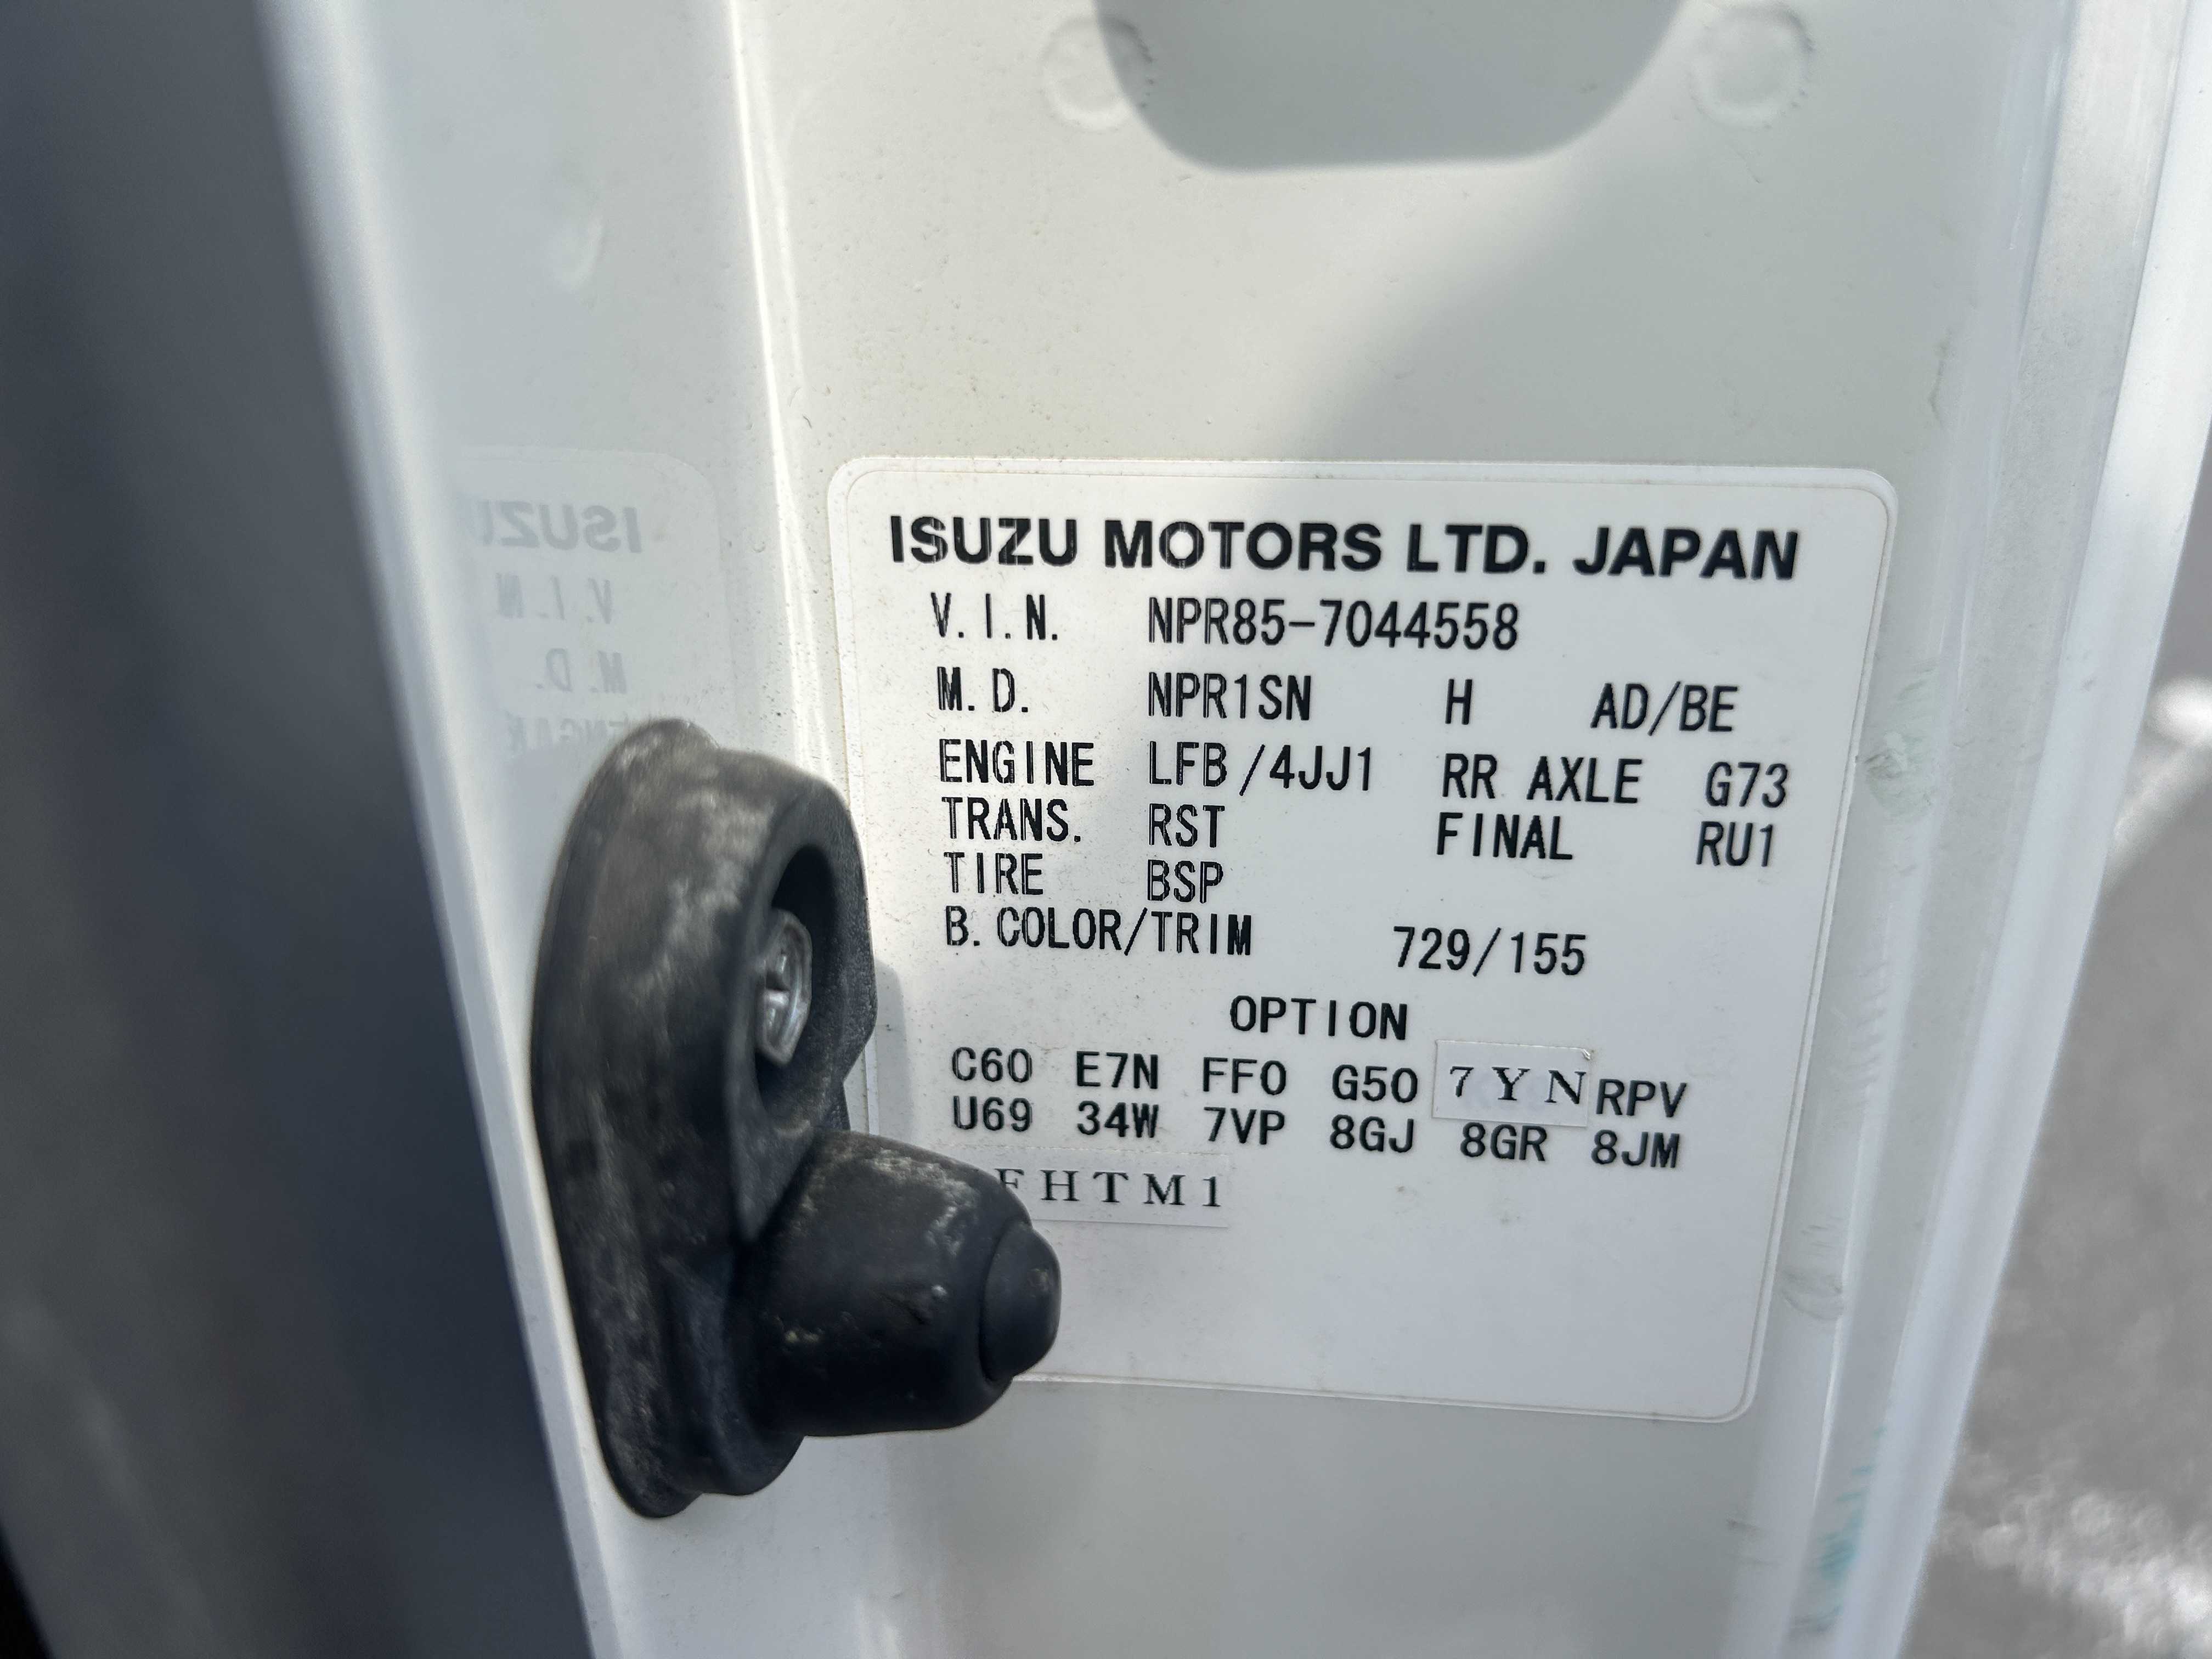 ISUZU MOTORS LTD. JAPAN
V.I.N. NPR85-7044558
M.D. NPR1SN H AD/BE
ENGINE LFB/4JJ1 RR AXLE G73
TRANS. RST FINAL RU1
TIRE BSP
B.COLOR/TRIM 729/155
OPTION
C60 E7N FF0 G50 7YN RPV
U69 34W 7VP 8GJ 8GR 8JM